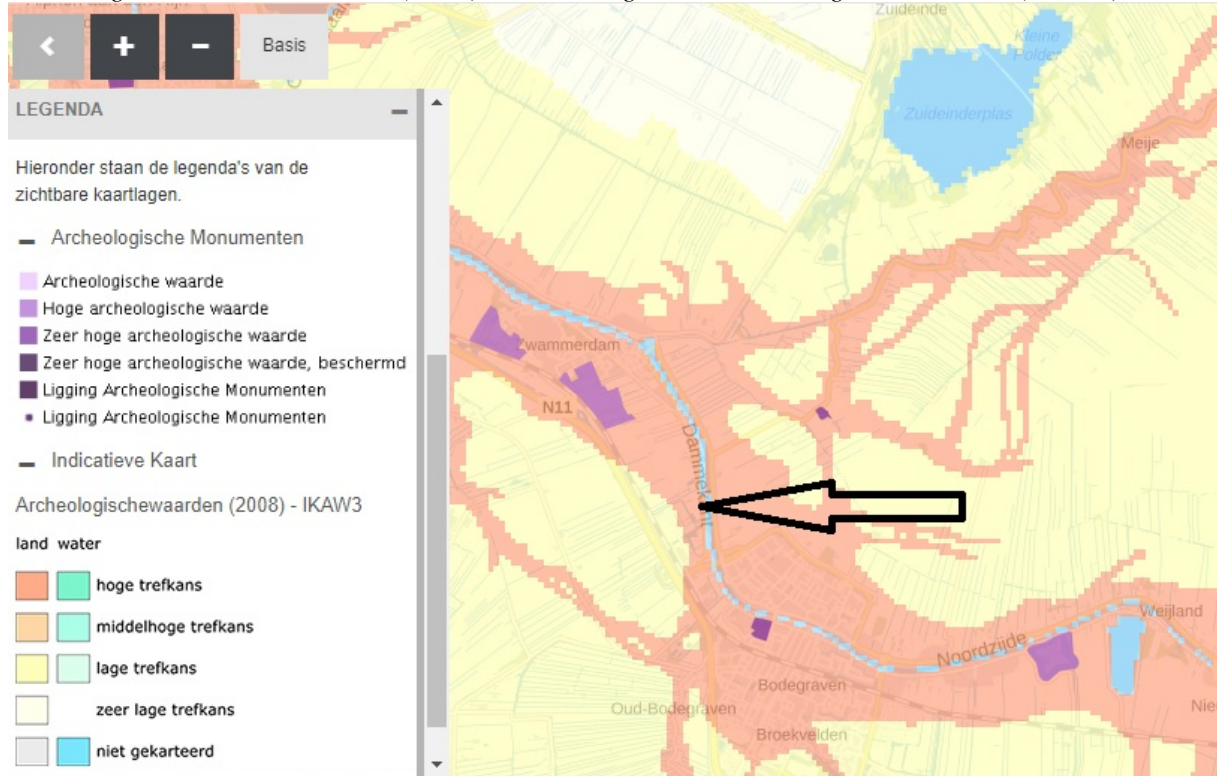 Basis
LEGENDA
Hieronder staan de legenda's van de
zichtbare kaartlagen.
Archeologische Monumenten
Archeologische waarde
Hoge archeologische waarde
Zeer hoge archeologische waarde
Zeer hoge archeologische waarde, beschermd
Ligging Archeologische Monumenten
Ligging Archeologische Monumenten
Indicatieve Kaart
Archeologischewaarden (2008) - IKAW3
land water
hoge trefkans
middelhoge trefkans
lage trefkans
zeer lage trefkans
niet gekarteerd
Zuideinde
Kleine
Polder
Zuideinderplas
Meije
Zwammerdam
N11
Noordzijde
Weijland
Bodegraven
Oud-Bodegraven
Broekvelden